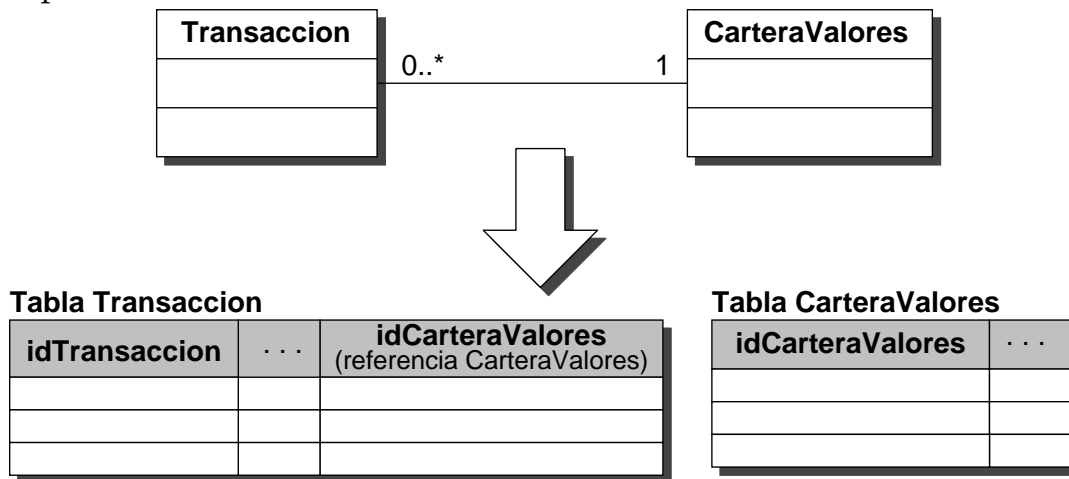 Transaccion
CarteraValores
0..*
1
Tabla Transaccion
Tabla CarteraValores
idTransaccion
. . .
idCarteraValores
(referencia CarteraValores)
idCarteraValores
. . .